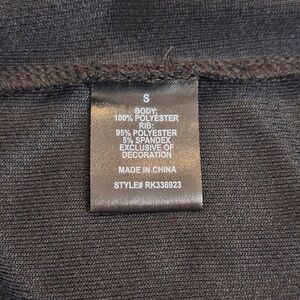 S
BODY:
100% POLYESTER
RIB:
95% POLYESTER
5% SPANDEX
EXCLUSIVE OF
DECORATION
MADE IN CHINA
STYLE# RK336923